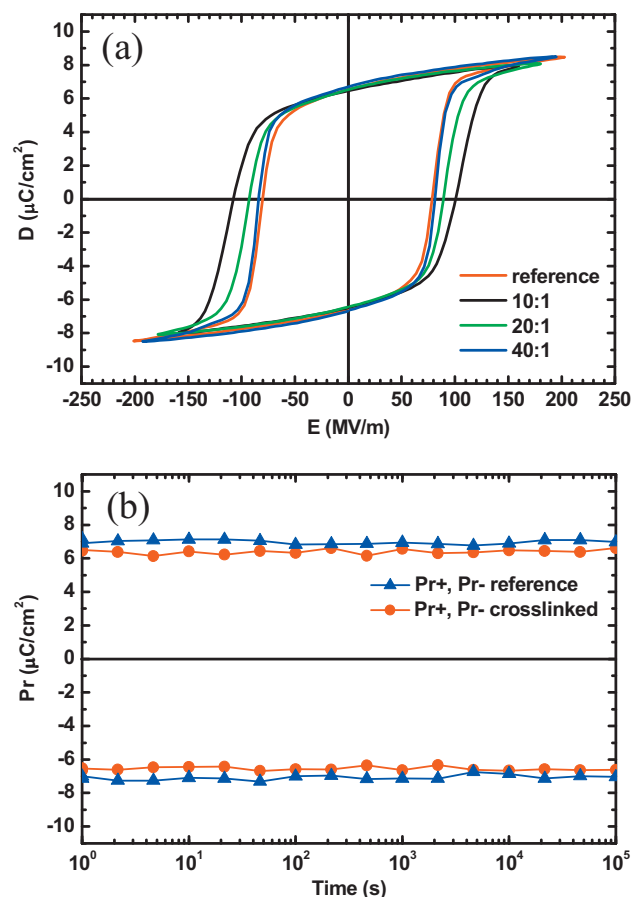 (a)
10
8
6
4
2
0
-2
-4
-6
-8
-10
D (μC/cm²)
reference
10:1
20:1
40:1
-250 -200 -150 -100 -50 0 50 100 150 200 250
E (MV/m)
(b)
10
8
6
4
2
0
-2
-4
-6
-8
-10
Pr (μC/cm²)
Pr+, Pr- reference
Pr+, Pr- crosslinked
10⁰ 10¹ 10² 10³ 10⁴ 10⁵
Time (s)